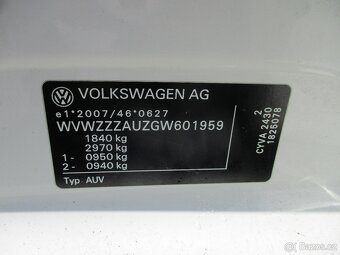 VOLKSWAGEN AG
e1*2007/46*0627
WVWZZZAUZGW601959
1840 kg
2970 kg
1- 0950 kg
2- 0940 kg
Typ AUV
2
CYVA 2430
1825078
bazos.cz